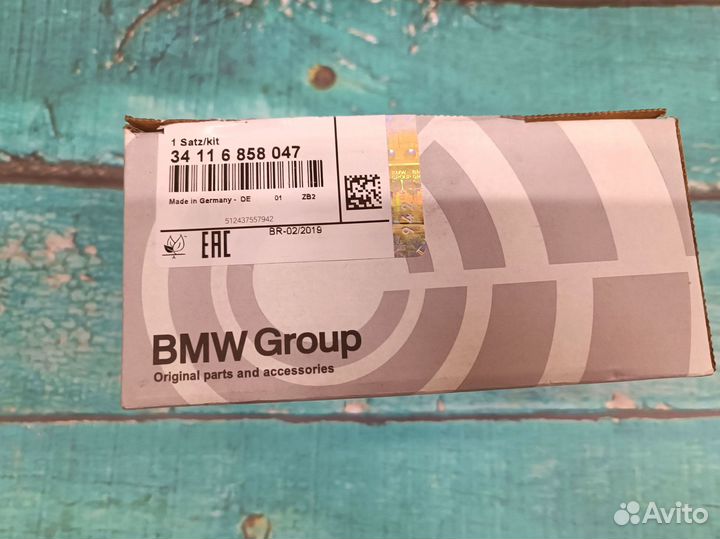 1 Satz/kit
34 11 6 858 047
Made in Germany - DE 01 ZB2
512437557942
EAC BR-02/2019
BMW Group
Original parts and accessories
Avito